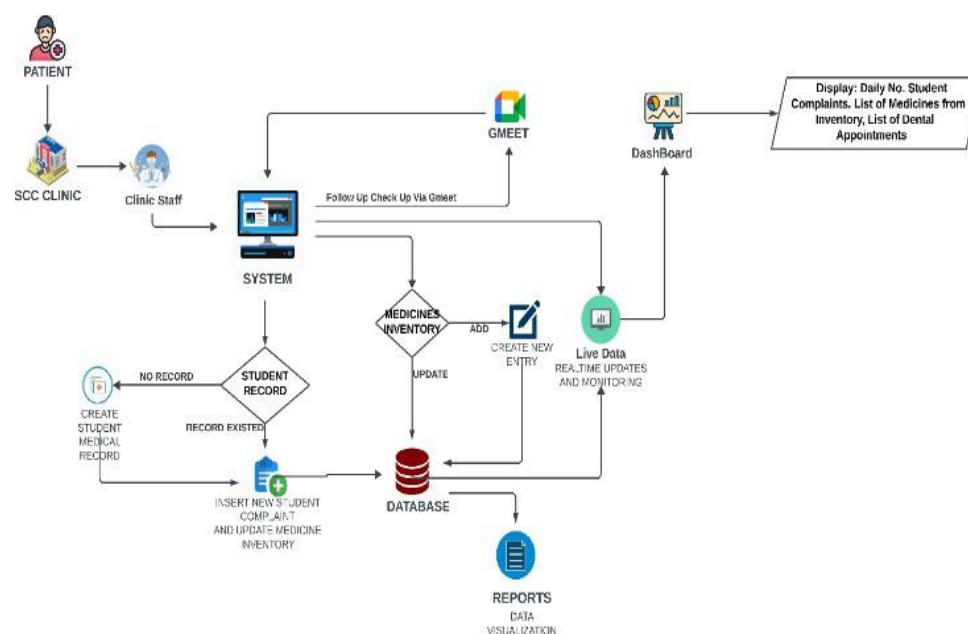 PATIENT
SCC CLINIC
Clinic Staff
SYSTEM
GMEET
Follow Up Check Up Via Gmeet
DashBoard
Display: Daily No. Student
Complaints. List of Medicines from
Inventory, List of Dental
Appointments
MEDICINES
INVENTORY
ADD
CREATE NEW
ENTRY
UPDATE
Live Data
REALTIME UPDATES
AND MONITORING
STUDENT
RECORD
NO RECORD
CREATE
STUDENT
MEDICAL
RECORD
RECORD EXISTED
INSERT NEW STUDENT
COMPLAINT
AND UPDATE MEDICINE
INVENTORY
DATABASE
REPORTS
DATA
VISUALIZATION